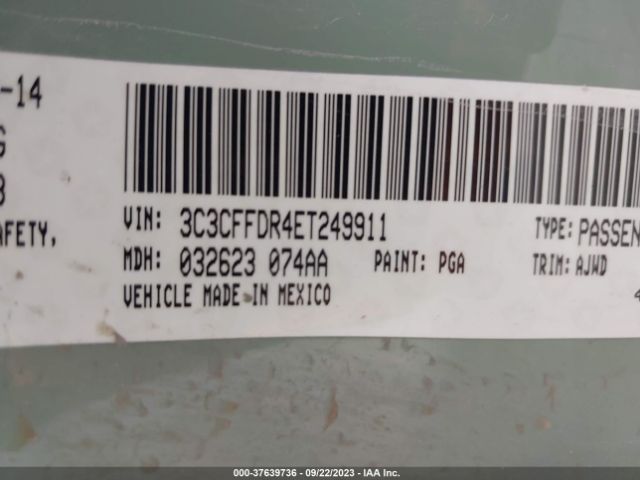 -14
G
AFETY,
VIN: 3C3CFFDR4ET249911
TYPE: PASSEN
MDH: 032623 074AA
PAINT: PGA
TRIM: AJWD
VEHICLE MADE IN MEXICO
4
000-37639736 - 09/22/2023 - IAA Inc.